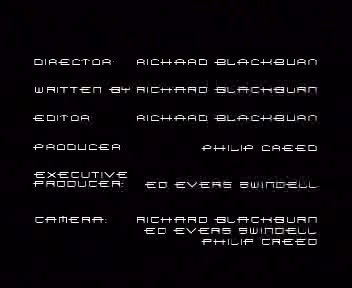 DIRECTOR RICHARD BLACKBURN
WRITTEN BY RICHARD BLACKBURN
EDITOR RICHARD BLACKBURN
PRODUCER PHILIP CREED
EXECUTIVE
PRODUCER: ED EVERS SWINDELL
CAMERA: RICHARD BLACKBURN
ED EVERS SWINDELL
PHILIP CREED